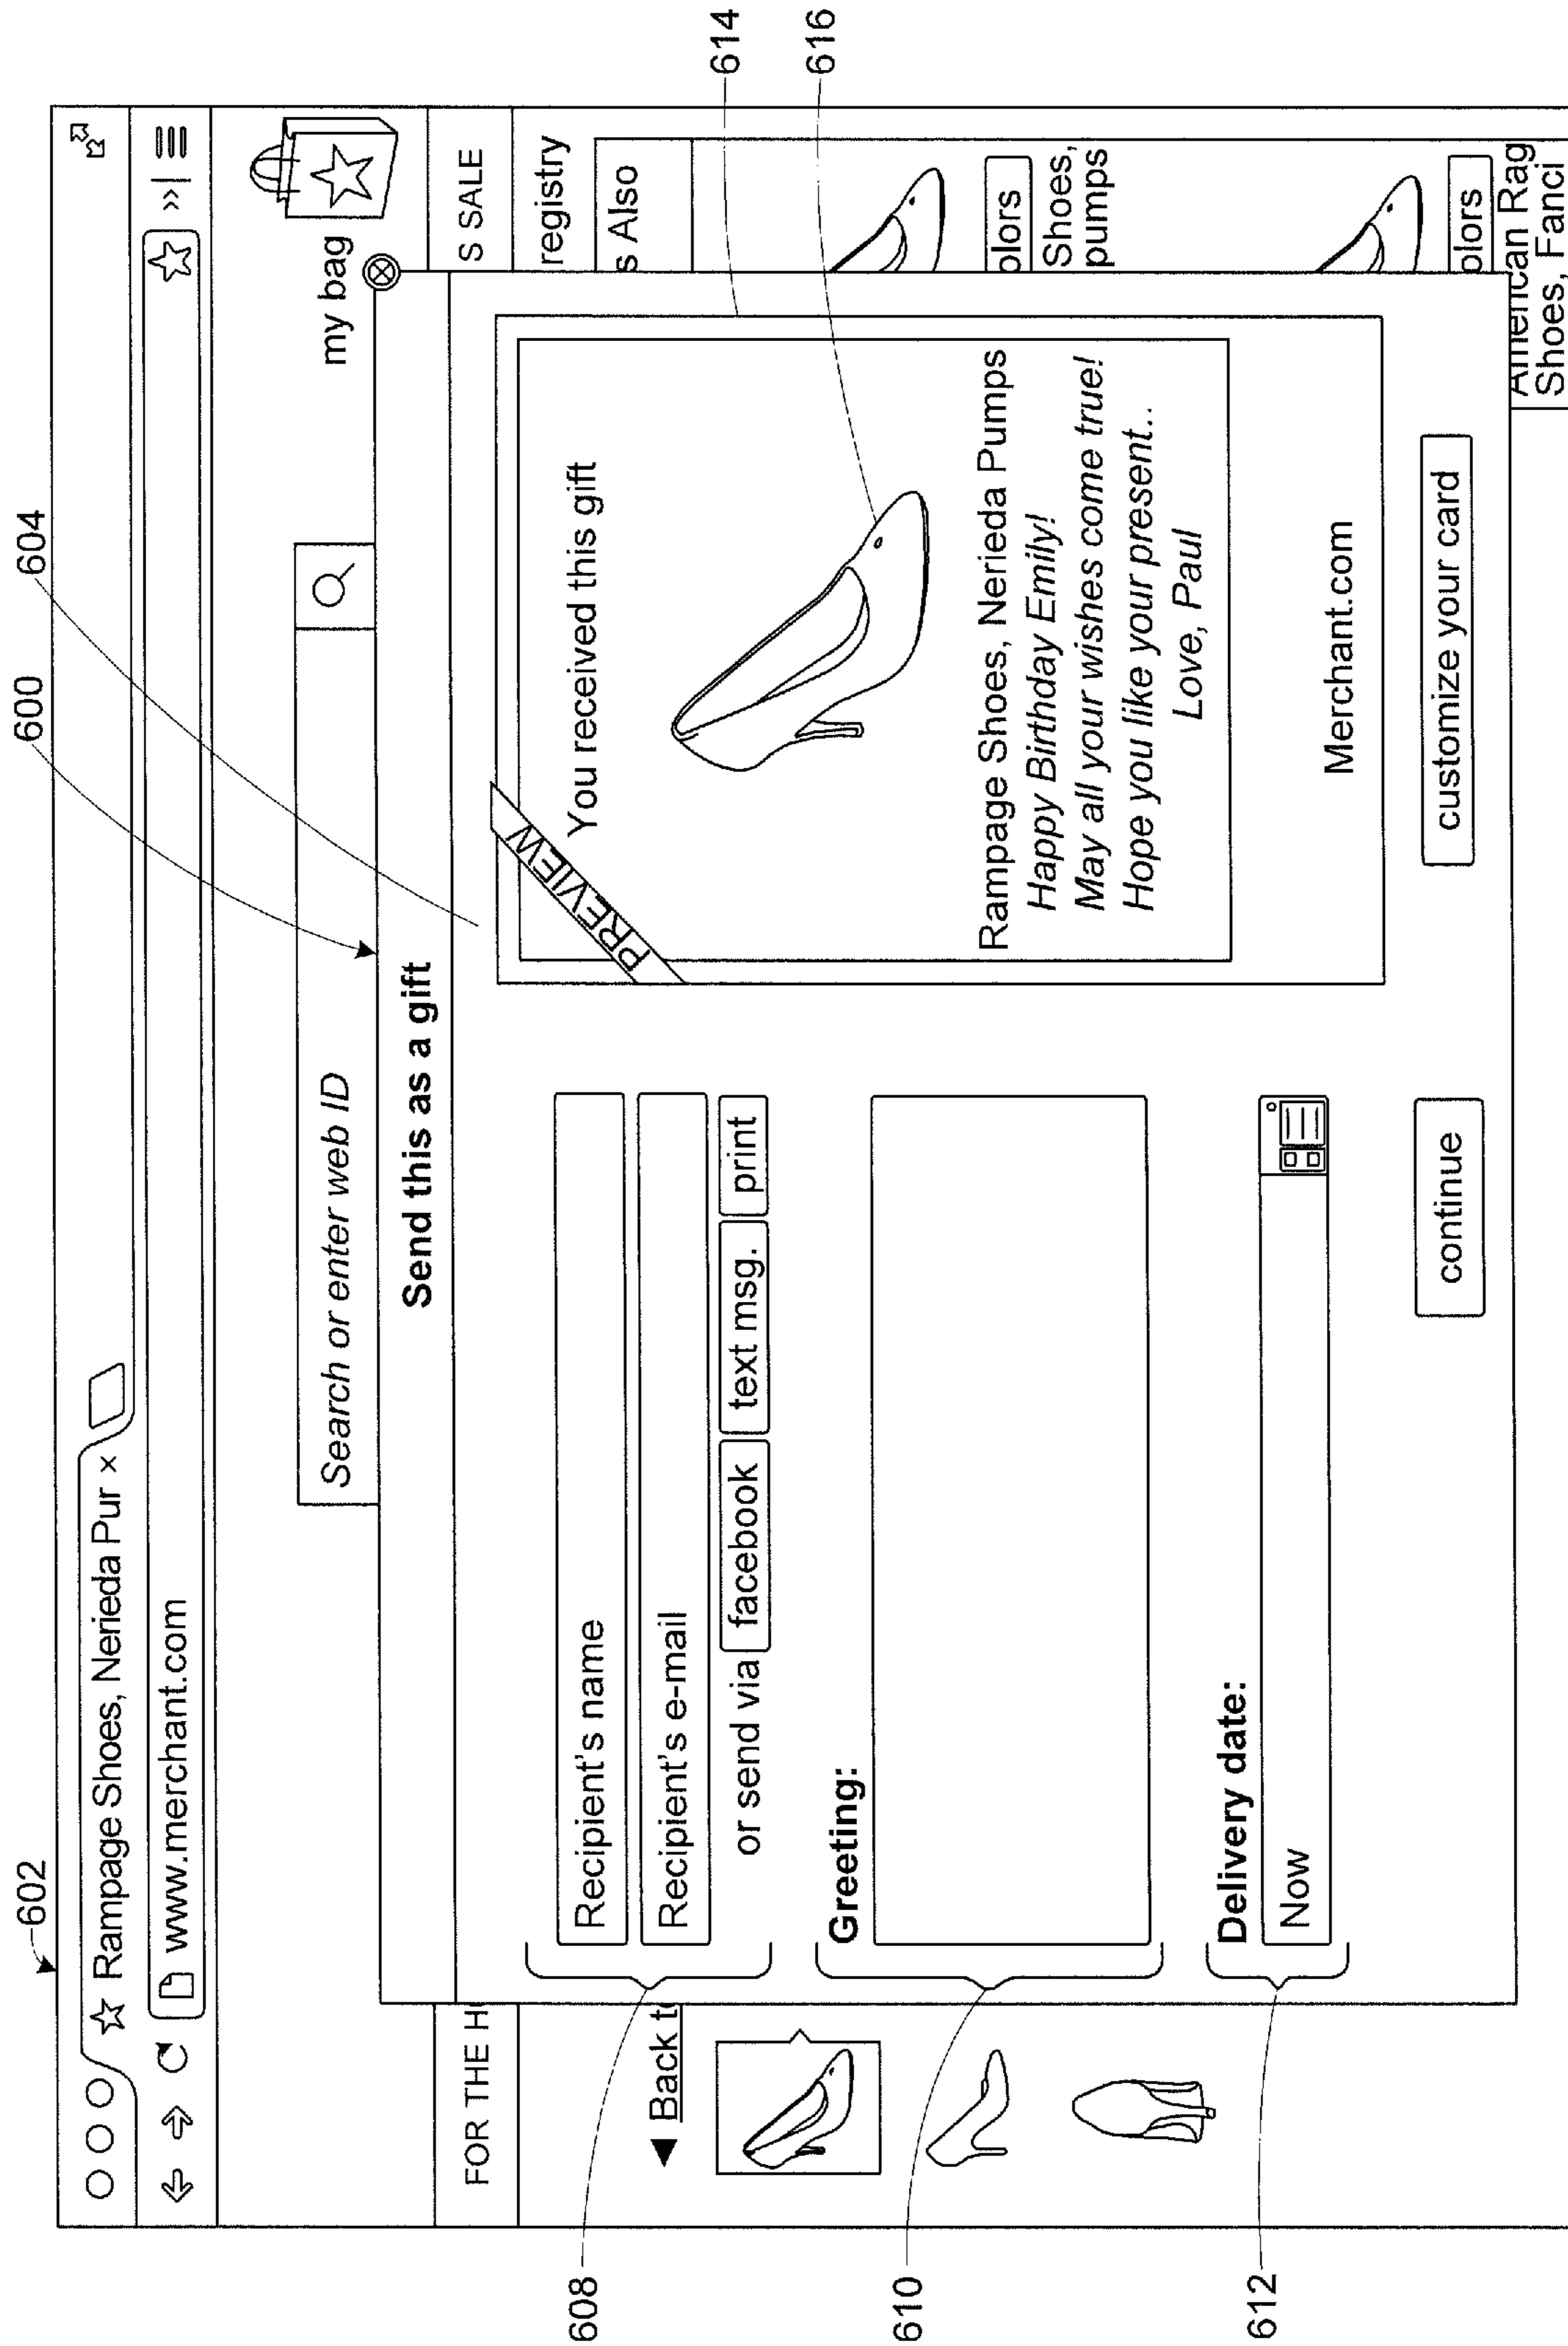 600
604
602
Rampage Shoes, Nerieda Pur ×
www.merchant.com
Search or enter web ID
my bag
Send this as a gift
FOR THE H
S SALE
registry
Back t
s Also
Recipient's name
Recipient's e-mail
or send via facebook text msg. print
Greeting:
Delivery date:
Now
continue
PREVIEW
You received this gift
Rampage Shoes, Nerieda Pumps
Happy Birthday Emily!
May all your wishes come true!
Hope you like your present..
Love, Paul
Merchant.com
customize your card
olors
Shoes,
pumps
olors
American Rag
Shoes, Fanci
608
610
612
614
616